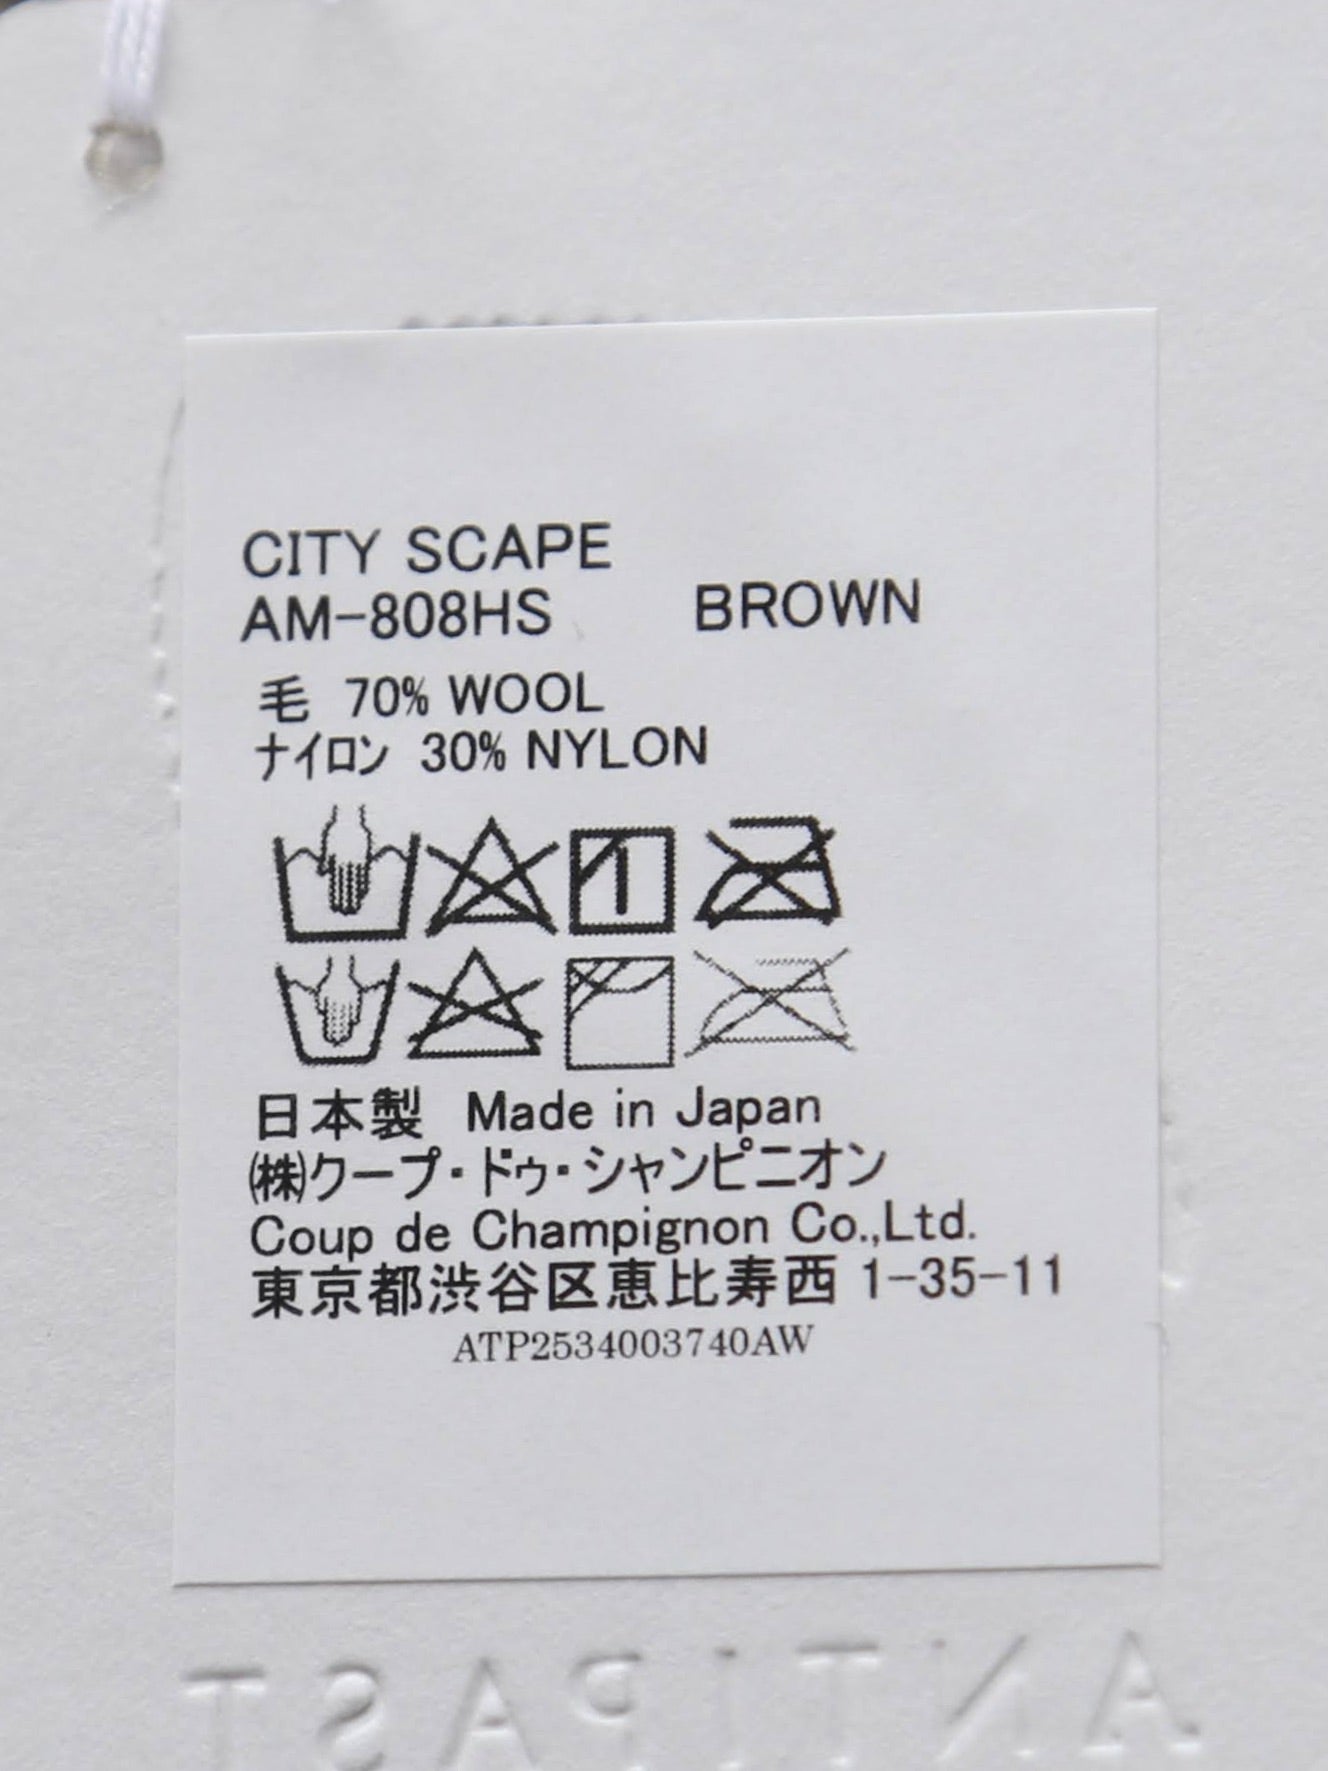 CITY SCAPE
AM-808HS BROWN
毛 70% WOOL
ナイロン 30% NYLON
日本製 Made in Japan
㈱クープ・ドゥ・シャンピニオン
Coup de Champignon Co.,Ltd.
東京都渋谷区恵比寿西 1-35-11
ATP2534003740AW
ANTIPAST